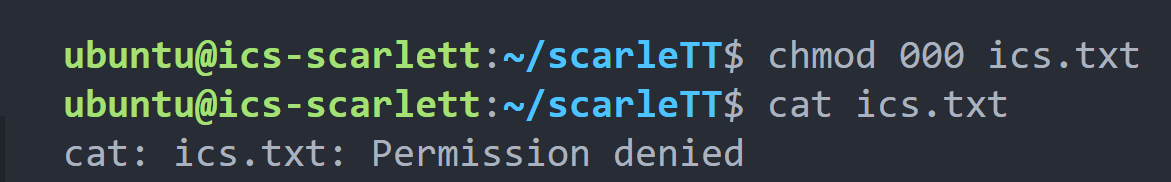 ubuntu@ics-scarlett:~/scarleTT$ chmod 000 ics.txt
ubuntu@ics-scarlett:~/scarleTT$ cat ics.txt
cat: ics.txt: Permission denied